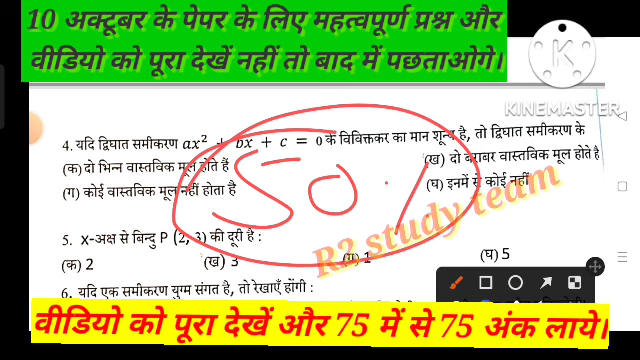 10 अक्टूबर के पेपर के लिए महत्वपूर्ण प्रश्न और
वीडियो को पूरा देखें नहीं तो बाद में पछताओगे।
K
KINEMASTER
4. यदि द्विघात समीकरण ax² + bx + c = 0 के विविक्तकर का मान शून्य है, तो द्विघात समीकरण के
(क) दो भिन्न वास्तविक मूल होते हैं (ख) दो बराबर वास्तविक मूल होते है
(ग) कोई वास्तविक मूल नहीं होता है (घ) इनमें से कोई नहीं
50%
R2 study team
5. x-अक्ष से बिन्दु P (2, 3) की दूरी है :
(क) 2 (ख) 3 (ग) 1 (घ) 5
6. यदि एक समीकरण युग्म संगत है, तो रेखाएँ होंगी :
वीडियो को पूरा देखें और 75 में से 75 अंक लाये।